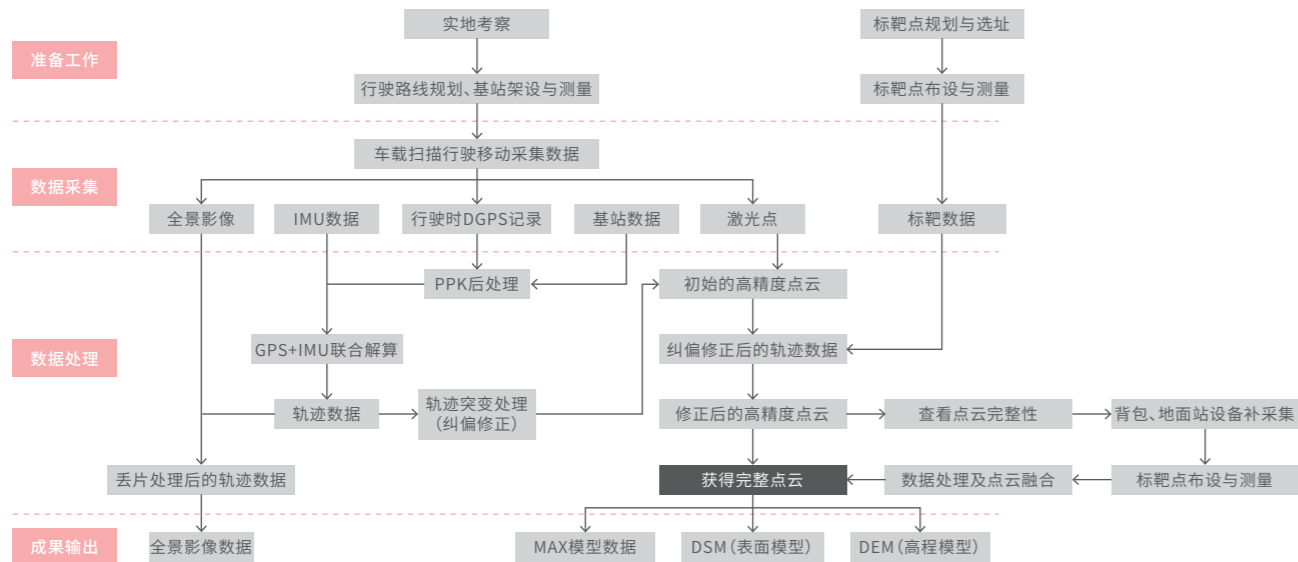 实地考察
标靶点规划与选址
准备工作
行驶路线规划、基站架设与测量
标靶点布设与测量
车载扫描行驶移动采集数据
数据采集
全景影像
IMU数据
行驶时DGPS记录
基站数据
激光点
标靶数据
PPK后处理
初始的高精度点云
数据处理
GPS+IMU联合解算
纠偏修正后的轨迹数据
轨迹数据
轨迹突变处理
（纠偏修正）
修正后的高精度点云
查看点云完整性
背包、地面站设备补采集
丢片处理后的轨迹数据
获得完整点云
数据处理及点云融合
标靶点布设与测量
成果输出
全景影像数据
MAX模型数据
DSM（表面模型）
DEM（高程模型）